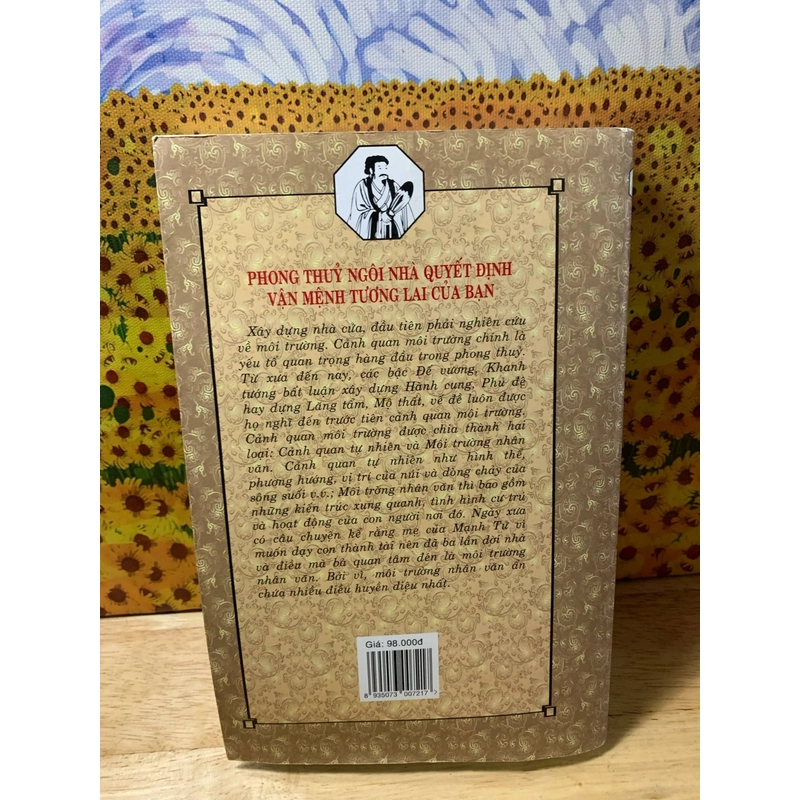 PHONG THUỶ NGÔI NHÀ QUYẾT ĐỊNH
VẬN MỆNH TƯƠNG LAI CỦA BẠN
Xây dựng nhà cửa, đầu tiên phải nghiên cứu
về môi trường. Cảnh quan môi trường chính là
yếu tố quan trọng hàng đầu trong phong thuỷ.
Từ xưa đến nay, các bậc Đế vương, Khanh
tướng bất luận xây dựng Hành cung, Phủ đệ
hay dựng Lăng tẩm, Mộ thất, về đề luôn được
họ nghĩ đến trước tiên cảnh quan môi trường.
Cảnh quan môi trường được chia thành hai
loại: Cảnh quan tự nhiên và Môi trường nhân
văn. Cảnh quan tự nhiên như hình thể,
phương hướng, vị trí của núi và dòng chảy của
sông suối v.v.; Môi trờng nhân văn thì bao gồm
những kiến trúc xung quanh, tình hình cư trú
và hoạt động của con người nơi đó. Ngày xưa
có câu chuyện kể rằng mẹ của Mạnh Tử vì
muốn dạy con thành tài nên đã ba lần dời nhà
và điều mà bà quan tâm đến là môi trường
nhân văn. Bởi vì, môi trường nhân văn ẩn
chứa nhiều điều huyền diệu nhất.
Giá: 98.000đ
8 935073 007217